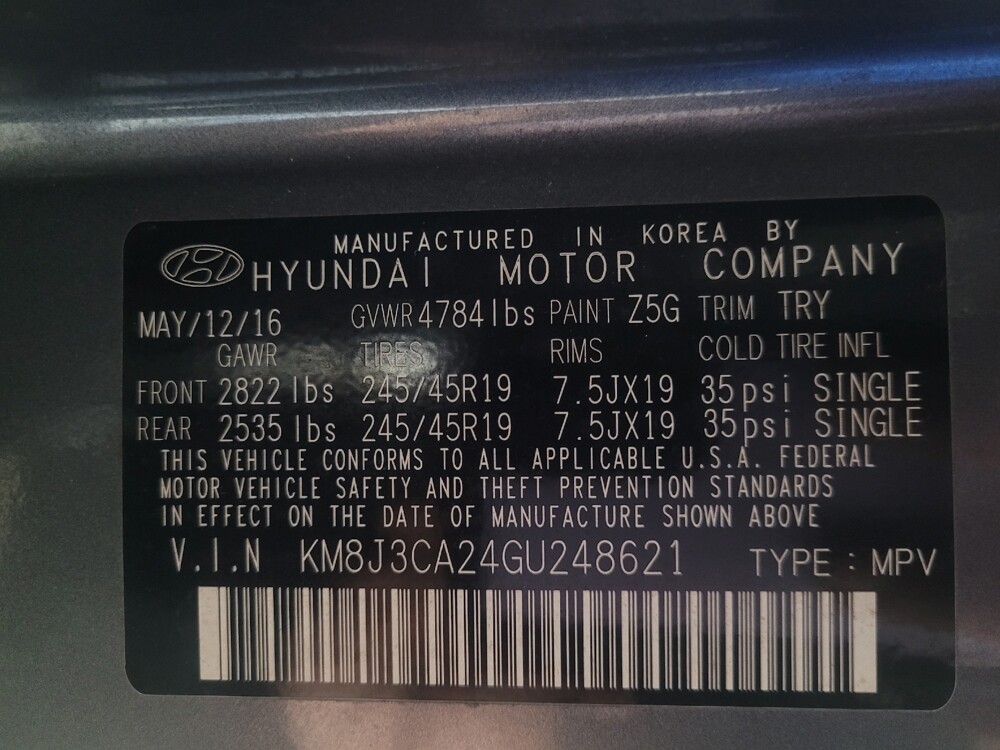 MANUFACTURED IN KOREA BY
HYUNDAI MOTOR COMPANY
MAY/12/16 GVWR 4784lbs PAINT Z5G TRIM TRY
GAWR TIRES RIMS COLD TIRE INFL
FRONT 2822 lbs 245/45R19 7.5JX19 35psi SINGLE
REAR 2535 lbs 245/45R19 7.5JX19 35psi SINGLE
THIS VEHICLE CONFORMS TO ALL APPLICABLE U.S.A. FEDERAL
MOTOR VEHICLE SAFETY AND THEFT PREVENTION STANDARDS
IN EFFECT ON THE DATE OF MANUFACTURE SHOWN ABOVE
V.I.N KM8J3CA24GU248621 TYPE : MPV